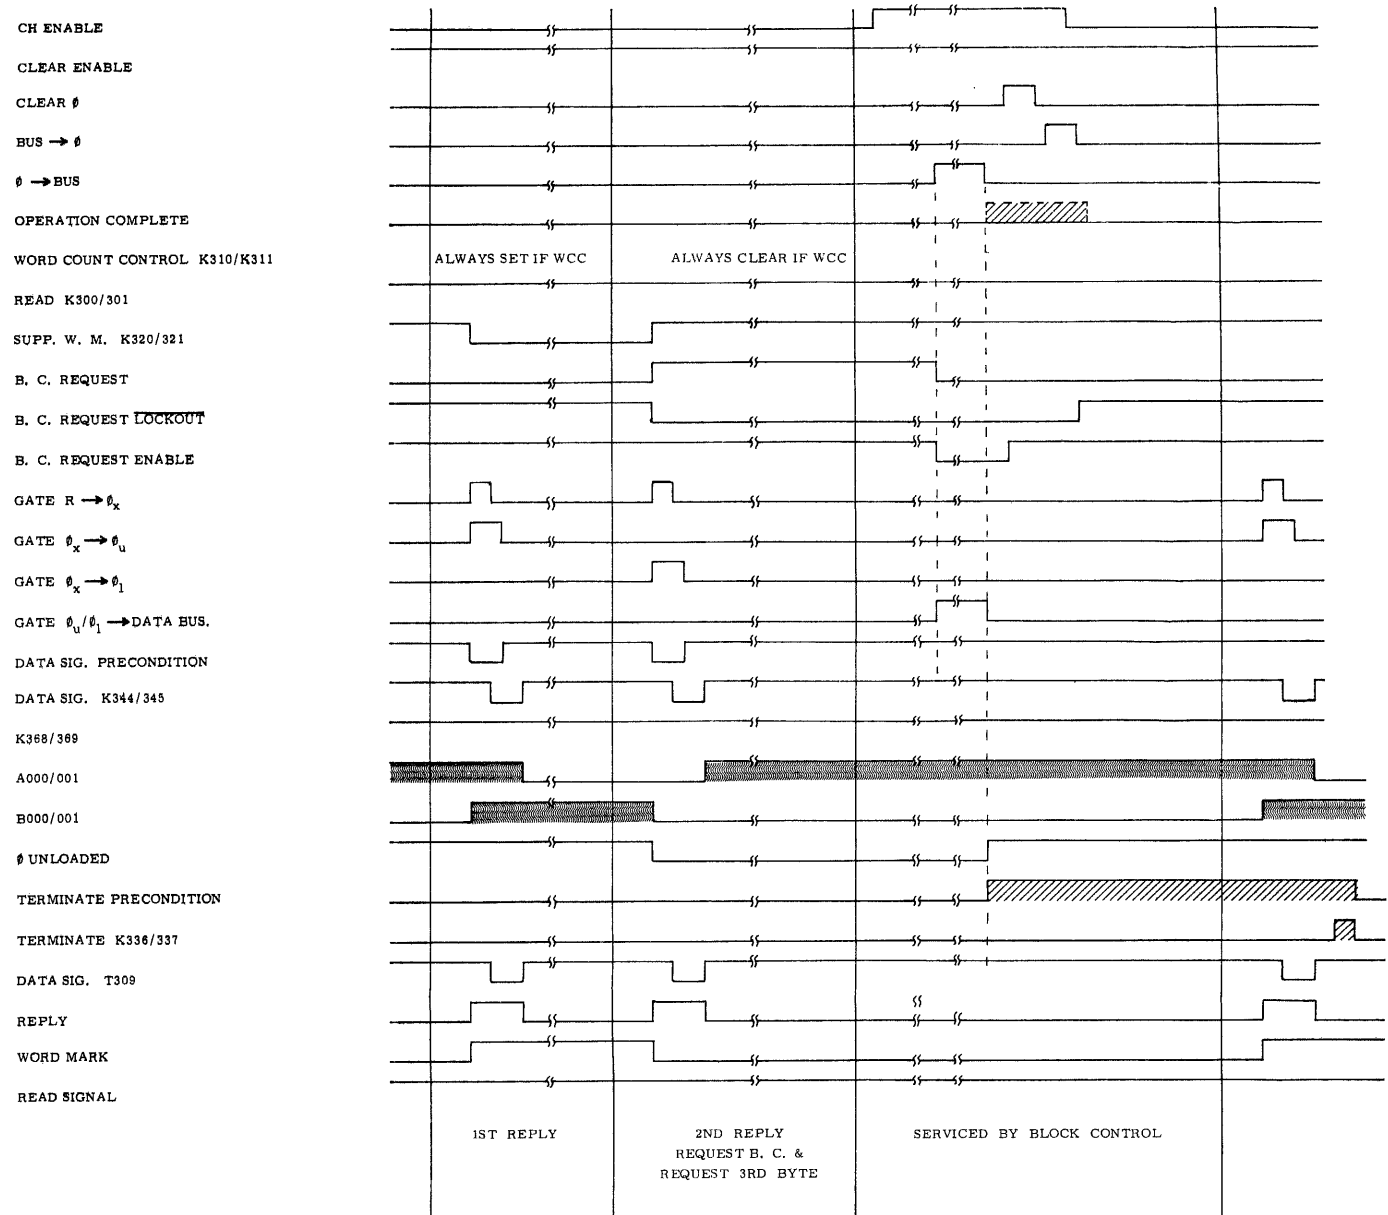 CH ENABLE
CLEAR ENABLE
CLEAR ∅
BUS → ∅
∅ → BUS
OPERATION COMPLETE
WORD COUNT CONTROL K310/K311
ALWAYS SET IF WCC
ALWAYS CLEAR IF WCC
READ K300/301
SUPP. W. M. K320/321
B. C. REQUEST
B. C. REQUEST LOCKOUT
B. C. REQUEST ENABLE
GATE R → ∅x
GATE ∅x → ∅u
GATE ∅x → ∅l
GATE ∅u/∅l → DATA BUS.
DATA SIG. PRECONDITION
DATA SIG. K344/345
K368/369
A000/001
B000/001
∅ UNLOADED
TERMINATE PRECONDITION
TERMINATE K336/337
DATA SIG. T309
REPLY
WORD MARK
READ SIGNAL
1ST REPLY
2ND REPLY
REQUEST B. C. &
REQUEST 3RD BYTE
SERVICED BY BLOCK CONTROL